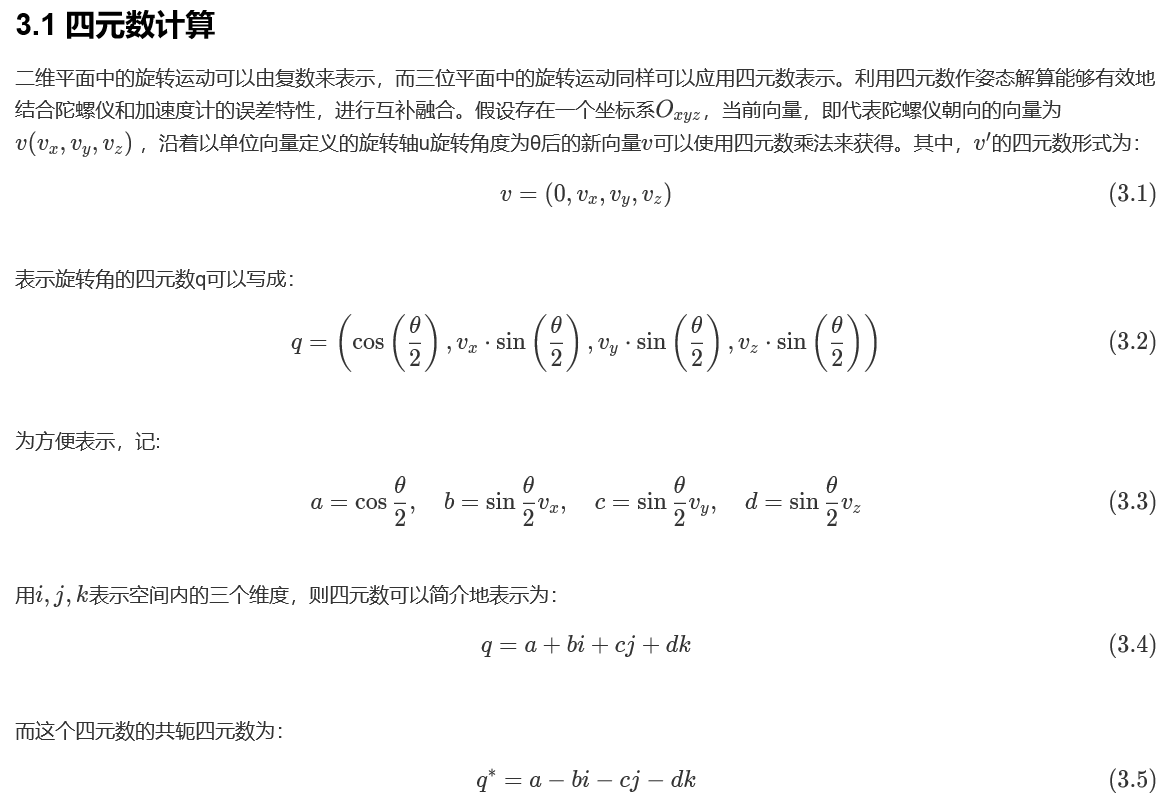 3.1 四元数计算
二维平面中的旋转运动可以由复数来表示，而三位平面中的旋转运动同样可以应用四元数表示。利用四元数作姿态解算能够有效地
结合陀螺仪和加速度计的误差特性，进行互补融合。假设存在一个坐标系$O_{xyz}$，当前向量，即代表陀螺仪朝向的向量为
$v(v_x, v_y, v_z)$ ，沿着以单位向量定义的旋转轴u旋转角度为θ后的新向量$v$可以使用四元数乘法来获得。其中，$v'$的四元数形式为：
$v = (0, v_x, v_y, v_z)$ (3.1)
表示旋转角的四元数q可以写成：
$q = \left(\cos\left(\frac{\theta}{2}\right), v_x \cdot \sin\left(\frac{\theta}{2}\right), v_y \cdot \sin\left(\frac{\theta}{2}\right), v_z \cdot \sin\left(\frac{\theta}{2}\right)\right)$ (3.2)
为方便表示，记:
$a = \cos\frac{\theta}{2}, \quad b = \sin\frac{\theta}{2}v_x, \quad c = \sin\frac{\theta}{2}v_y, \quad d = \sin\frac{\theta}{2}v_z$ (3.3)
用$i, j, k$表示空间内的三个维度，则四元数可以简介地表示为：
$q = a + bi + cj + dk$ (3.4)
而这个四元数的共轭四元数为：
$q^* = a - bi - cj - dk$ (3.5)